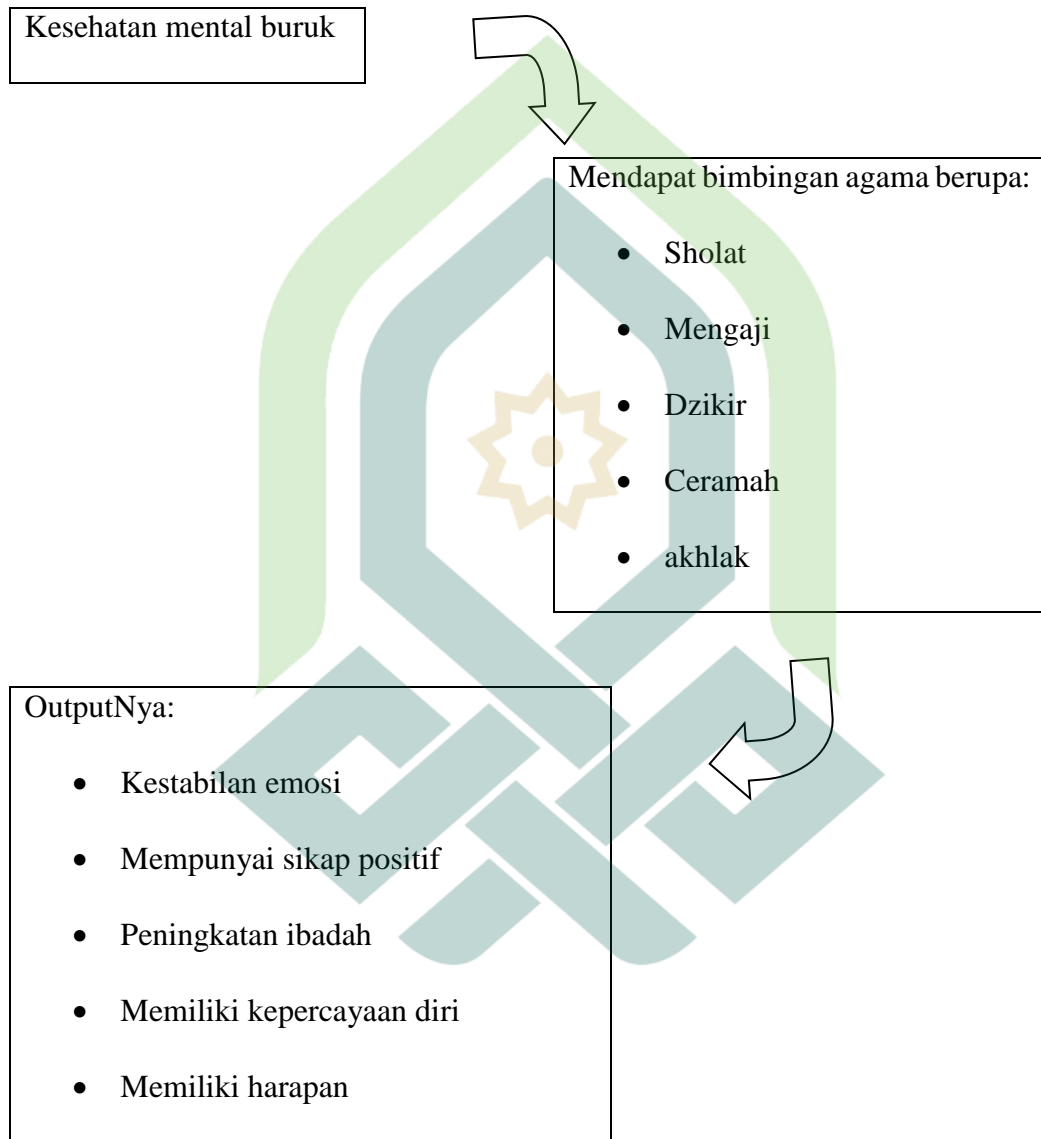 Kesehatan mental buruk
Mendapat bimbingan agama berupa:
• Sholat
• Mengaji
• Dzikir
• Ceramah
• akhlak
OutputNya:
• Kestabilan emosi
• Mempunyai sikap positif
• Peningkatan ibadah
• Memiliki kepercayaan diri
• Memiliki harapan